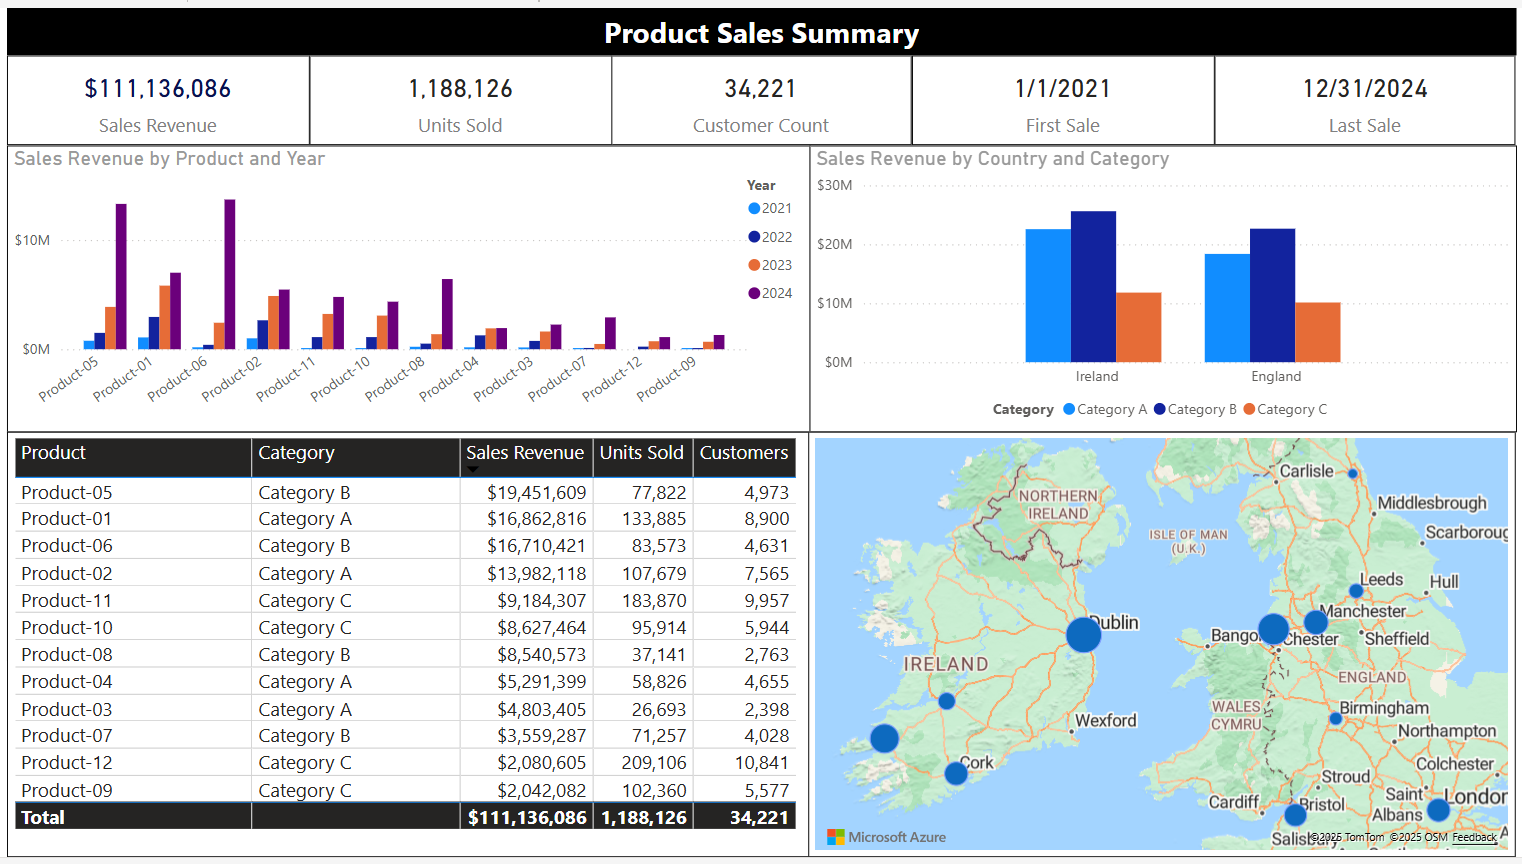 Product Sales Summary
$111,136,086
Sales Revenue
1,188,126
Units Sold
34,221
Customer Count
1/1/2021
First Sale
12/31/2024
Last Sale
Sales Revenue by Product and Year
$10M
$0M
Product-05
Product-01
Product-06
Product-02
Product-11
Product-10
Product-08
Product-04
Product-03
Product-07
Product-12
Product-09
Year
2021
2022
2023
2024
Sales Revenue by Country and Category
$30M
$20M
$10M
$0M
Ireland
England
Category Category A Category B Category C
Product Category Sales Revenue Units Sold Customers
Product-05 Category B $19,451,609 77,822 4,973
Product-01 Category A $16,862,816 133,885 8,900
Product-06 Category B $16,710,421 83,573 4,631
Product-02 Category A $13,982,118 107,679 7,565
Product-11 Category C $9,184,307 183,870 9,957
Product-10 Category C $8,627,464 95,914 5,944
Product-08 Category B $8,540,573 37,141 2,763
Product-04 Category A $5,291,399 58,826 4,655
Product-03 Category A $4,803,405 26,693 2,398
Product-07 Category B $3,559,287 71,257 4,028
Product-12 Category C $2,080,605 209,106 10,841
Product-09 Category C $2,042,082 102,360 5,577
Total $111,136,086 1,188,126 34,221
Carlisle
NORTHERN
IRELAND
Middlesbrough
ISLE OF MAN
(U.K.)
Scarboroug
Leeds
Hull
Manchester
Dublin
Bango
Chester
Sheffield
IRELAND
ENGLAND
WALES
CYMRU
Birmingham
Wexford
Northampton
Cork
Colchester
Stroud
Cardiff
Bristol
Saint
Albans
London
Salisb
Microsoft Azure
©2025 TomTom ©2025 OSM Feedback